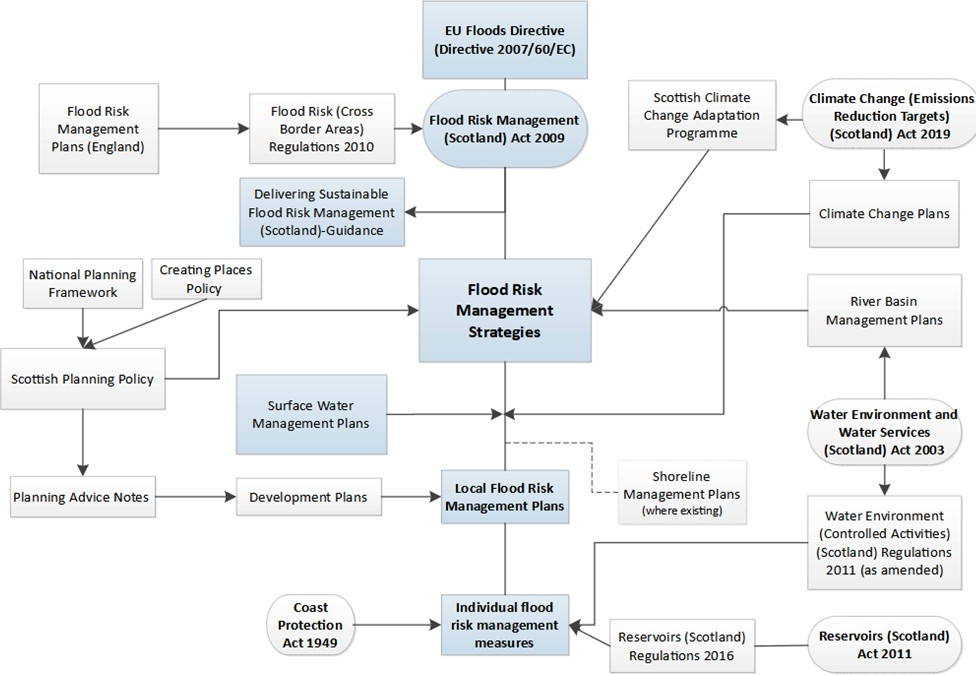 EU Floods Directive
(Directive 2007/60/EC)
Flood Risk
Management
Plans (England)
Flood Risk (Cross
Border Areas)
Regulations 2010
Flood Risk Management
(Scotland) Act 2009
Scottish Climate
Change Adaptation
Programme
Climate Change (Emissions
Reduction Targets)
(Scotland) Act 2019
Delivering Sustainable
Flood Risk Management
(Scotland)-Guidance
Climate Change Plans
National Planning
Framework
Creating Places
Policy
Flood Risk
Management
Strategies
River Basin
Management Plans
Scottish Planning Policy
Surface Water
Management Plans
Water Environment and
Water Services
(Scotland) Act 2003
Planning Advice Notes
Development Plans
Local Flood Risk
Management Plans
Shoreline
Management Plans
(where existing)
Water Environment
(Controlled Activities)
(Scotland) Regulations
2011 (as amended)
Coast
Protection
Act 1949
Individual flood
risk management
measures
Reservoirs (Scotland)
Regulations 2016
Reservoirs (Scotland)
Act 2011